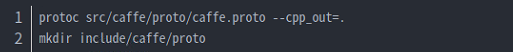 1 protoc src/caffe/proto/caffe.proto --cpp_out=.
2 mkdir include/caffe/proto